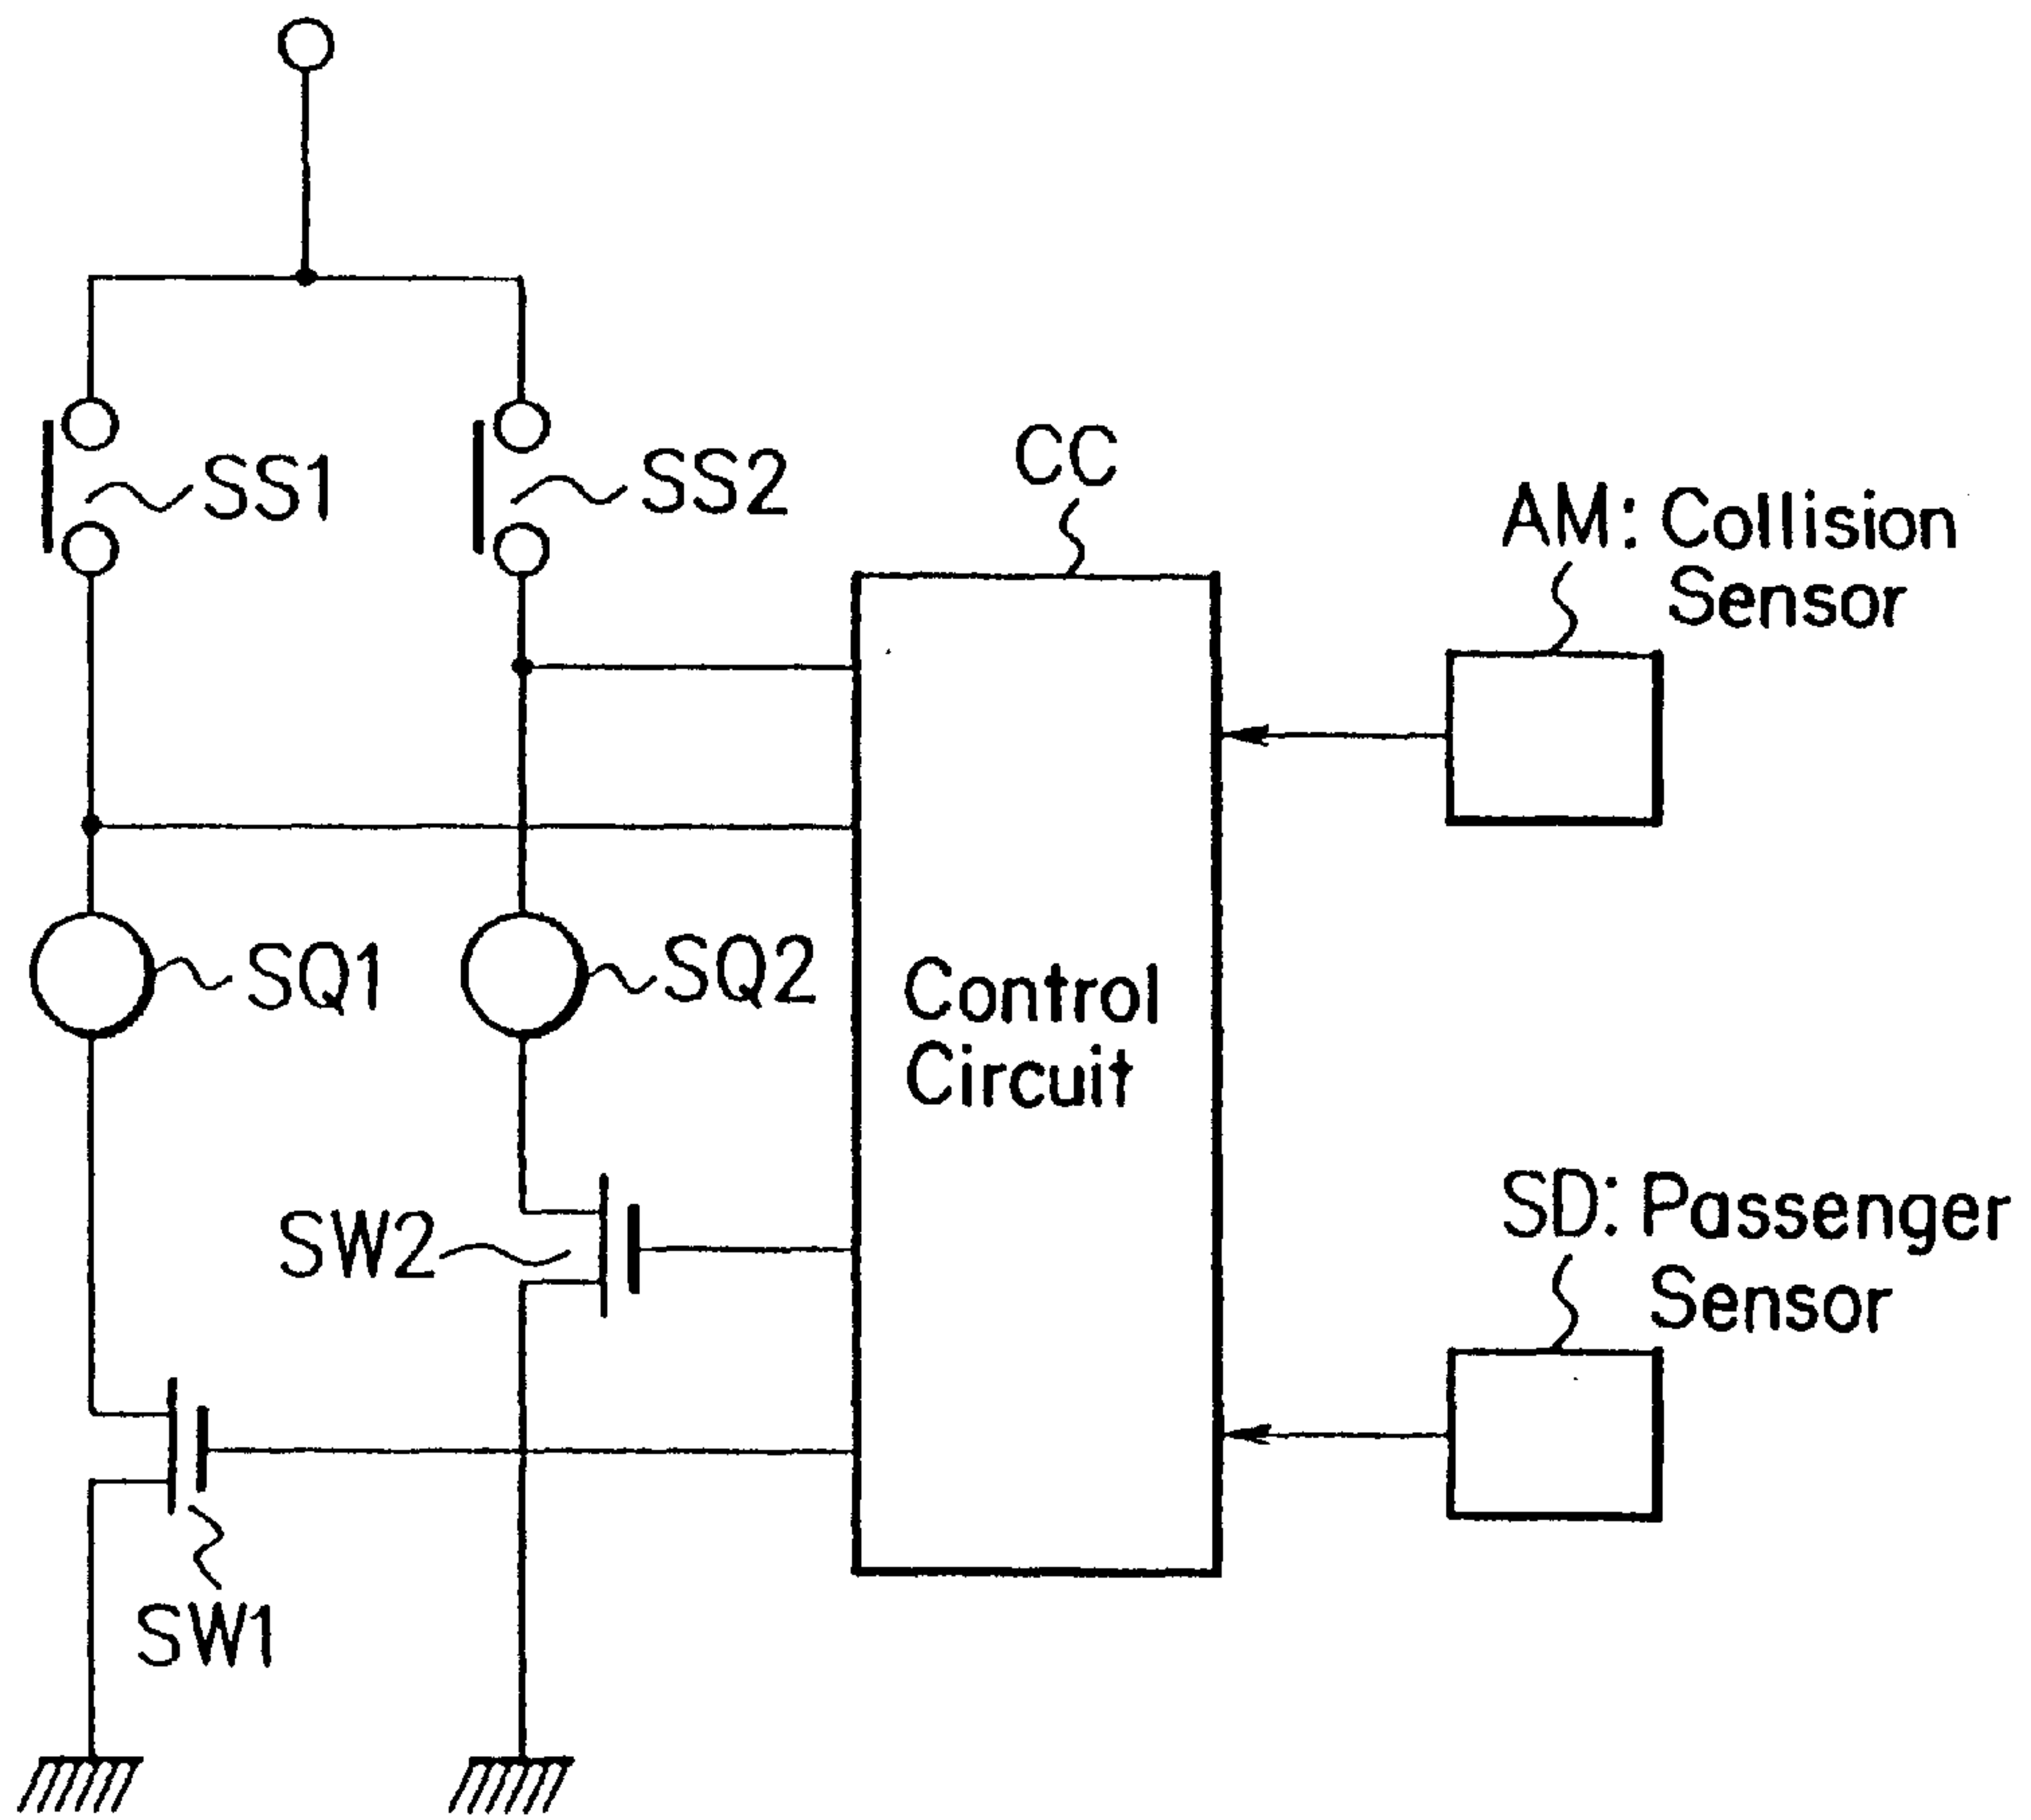 SS1
SS2
CC
AM: Collision
Sensor
SQ1
SQ2
Control
Circuit
SW2
SD: Passenger
Sensor
SW1